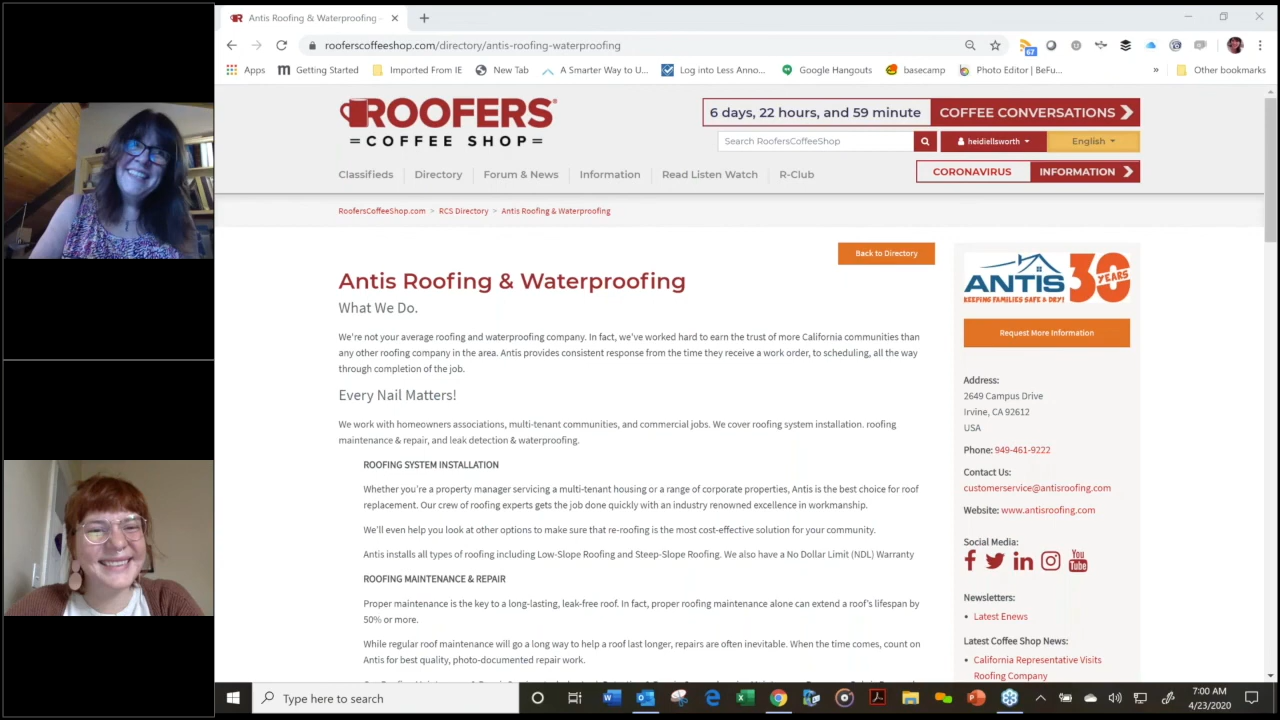 Antis Roofing & Waterproofing -
rooferscoffeeshop.com/directory/antis-roofing-waterproofing
67
Apps
Getting Started
Imported From IE
New Tab
A Smarter Way to U...
Log into Less Anno...
Google Hangouts
basecamp
Photo Editor | BeFu...
»
Other bookmarks
ROOFERS®
COFFEE SHOP
6 days, 22 hours, and 59 minute
COFFEE CONVERSATIONS
Search RoofersCoffeeShop
heidiellsworth
English
Classifieds
Directory
Forum & News
Information
Read Listen Watch
R-Club
CORONAVIRUS
INFORMATION
RoofersCoffeeShop.com > RCS Directory > Antis Roofing & Waterproofing
Back to Directory
Antis Roofing & Waterproofing
What We Do.
We're not your average roofing and waterproofing company. In fact, we've worked hard to earn the trust of more California communities than
any other roofing company in the area. Antis provides consistent response from the time they receive a work order, to scheduling, all the way
through completion of the job.
Every Nail Matters!
We work with homeowners associations, multi-tenant communities, and commercial jobs. We cover roofing system installation. roofing
maintenance & repair, and leak detection & waterproofing.
ROOFING SYSTEM INSTALLATION
Whether you're a property manager servicing a multi-tenant housing or a range of corporate properties, Antis is the best choice for roof
replacement. Our crew of roofing experts gets the job done quickly with an industry renowned excellence in workmanship.
We'll even help you look at other options to make sure that re-roofing is the most cost-effective solution for your community.
Antis installs all types of roofing including Low-Slope Roofing and Steep-Slope Roofing. We also have a No Dollar Limit (NDL) Warranty
ROOFING MAINTENANCE & REPAIR
Proper maintenance is the key to a long-lasting, leak-free roof. In fact, proper roofing maintenance alone can extend a roof's lifespan by
50% or more.
While regular roof maintenance will go a long way to help a roof last longer, repairs are often inevitable. When the time comes, count on
Antis for best quality, photo-documented repair work.
ANTIS 30 YEARS
KEEPING FAMILIES SAFE & DRY!
Request More Information
Address:
2649 Campus Drive
Irvine, CA 92612
USA
Phone: 949-461-9222
Contact Us:
customerservice@antisroofing.com
Website: www.antisroofing.com
Social Media:
You Tube
Newsletters:
• Latest Enews
Latest Coffee Shop News:
• California Representative Visits
Roofing Company
Type here to search
7:00 AM
4/23/2020